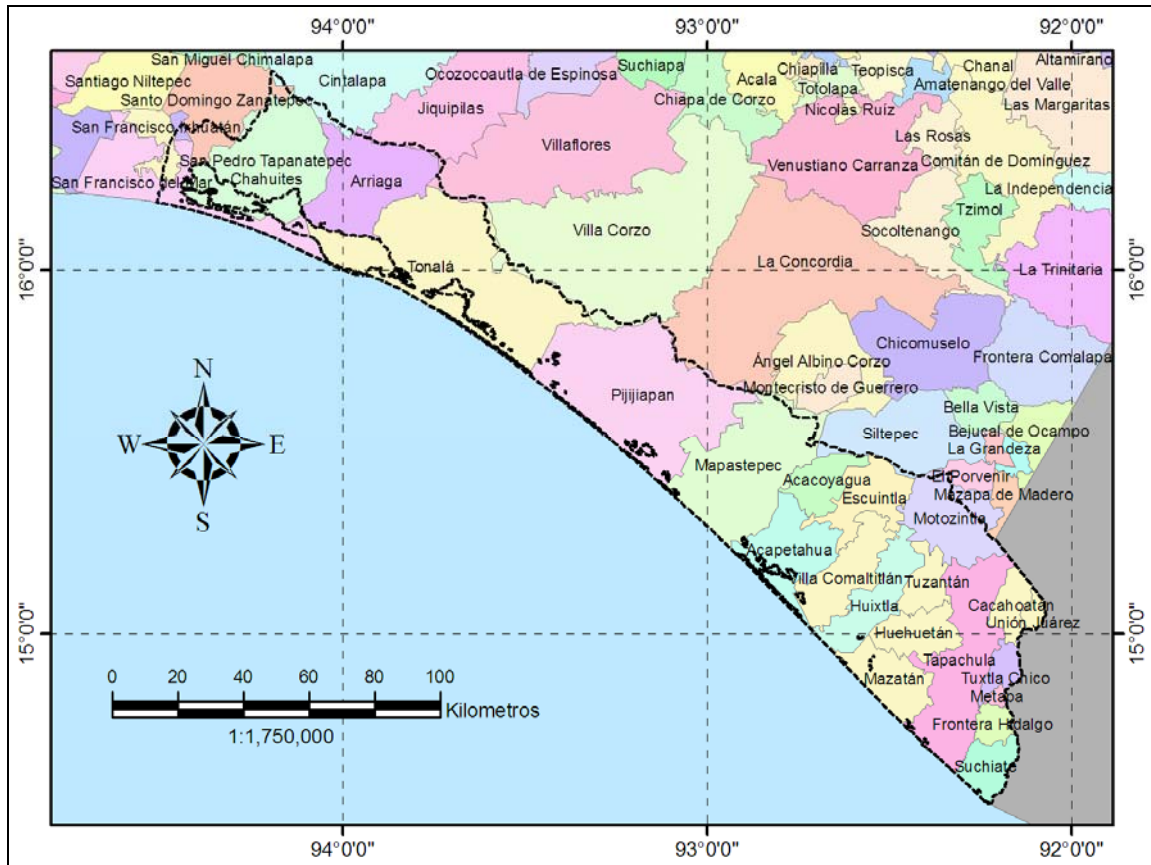 94°0'0"
93°0'0"
92°0'0"
San Miguel Chimalapa
Cintalapa
Ocozocoautla de Espinosa
Suchiapa
Chiapilla
Teopisca
Chanal
Altamirano
Santiago Niltepec
Acala
Totolapa
Amatenango del Valle
Santo Domingo Zanatepec
Jiquipilas
Chiapa de Corzo
Nicolás Ruíz
Las Margaritas
San Francisco Ixhuatán
Villaflores
Las Rosas
San Pedro Tapanatepec
Venustiano Carranza
Comitán de Domínguez
San Francisco del Mar
Chahuites
Arriaga
La Independencia
Tzimol
Villa Corzo
Socoltenango
16°0'0"
Tonalá
La Concordia
La Trinitaria
16°0'0"
Chicomuselo
Ángel Albino Corzo
Frontera Comalapa
N
Pijijiapan
Montecristo de Guerrero
Bella Vista
W
E
Siltepec
Bejucal de Ocampo
La Grandeza
Mapastepec
Acacoyagua
El Porvenir
S
Escuintla
Mazapa de Madero
Motozintla
Acapetahua
Villa Comaltitlán
Tuzantán
Huixtla
Cacahoatán
Unión Juárez
15°0'0"
Huehuetán
15°0'0"
0 20 40 60 80 100
Tapachula
Mazatán
Tuxtla Chico
Metapa
Kilometros
Frontera Hidalgo
1:1,750,000
Suchiate
94°0'0"
93°0'0"
92°0'0"